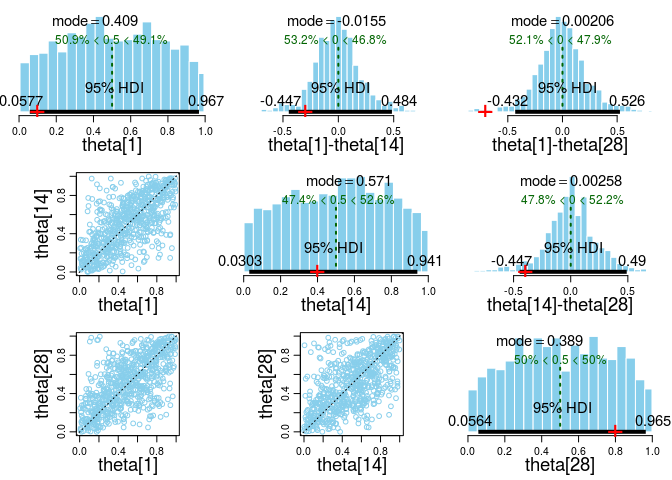 mode = 0.409
50.9% < 0.5 < 49.1%
95% HDI
0.0577
0.967
0.0 0.2 0.4 0.6 0.8 1.0
theta[1]
mode = -0.0155
53.2% < 0 < 46.8%
95% HDI
-0.447
0.484
-0.5 0.0 0.5
theta[1]-theta[14]
mode = 0.00206
52.1% < 0 < 47.9%
95% HDI
-0.432
0.526
-0.5 0.0 0.5
theta[1]-theta[28]
theta[14]
0.0 0.4 0.8
0.0 0.4 0.8
theta[1]
mode = 0.571
47.4% < 0.5 < 52.6%
95% HDI
0.0303
0.941
0.0 0.2 0.4 0.6 0.8 1.0
theta[14]
mode = 0.00258
47.8% < 0 < 52.2%
95% HDI
-0.447
0.49
-0.5 0.0 0.5
theta[14]-theta[28]
theta[28]
0.0 0.4 0.8
0.0 0.4 0.8
theta[1]
theta[28]
0.0 0.4 0.8
0.0 0.4 0.8
theta[14]
mode = 0.389
50% < 0.5 < 50%
95% HDI
0.0564
0.965
0.0 0.2 0.4 0.6 0.8 1.0
theta[28]